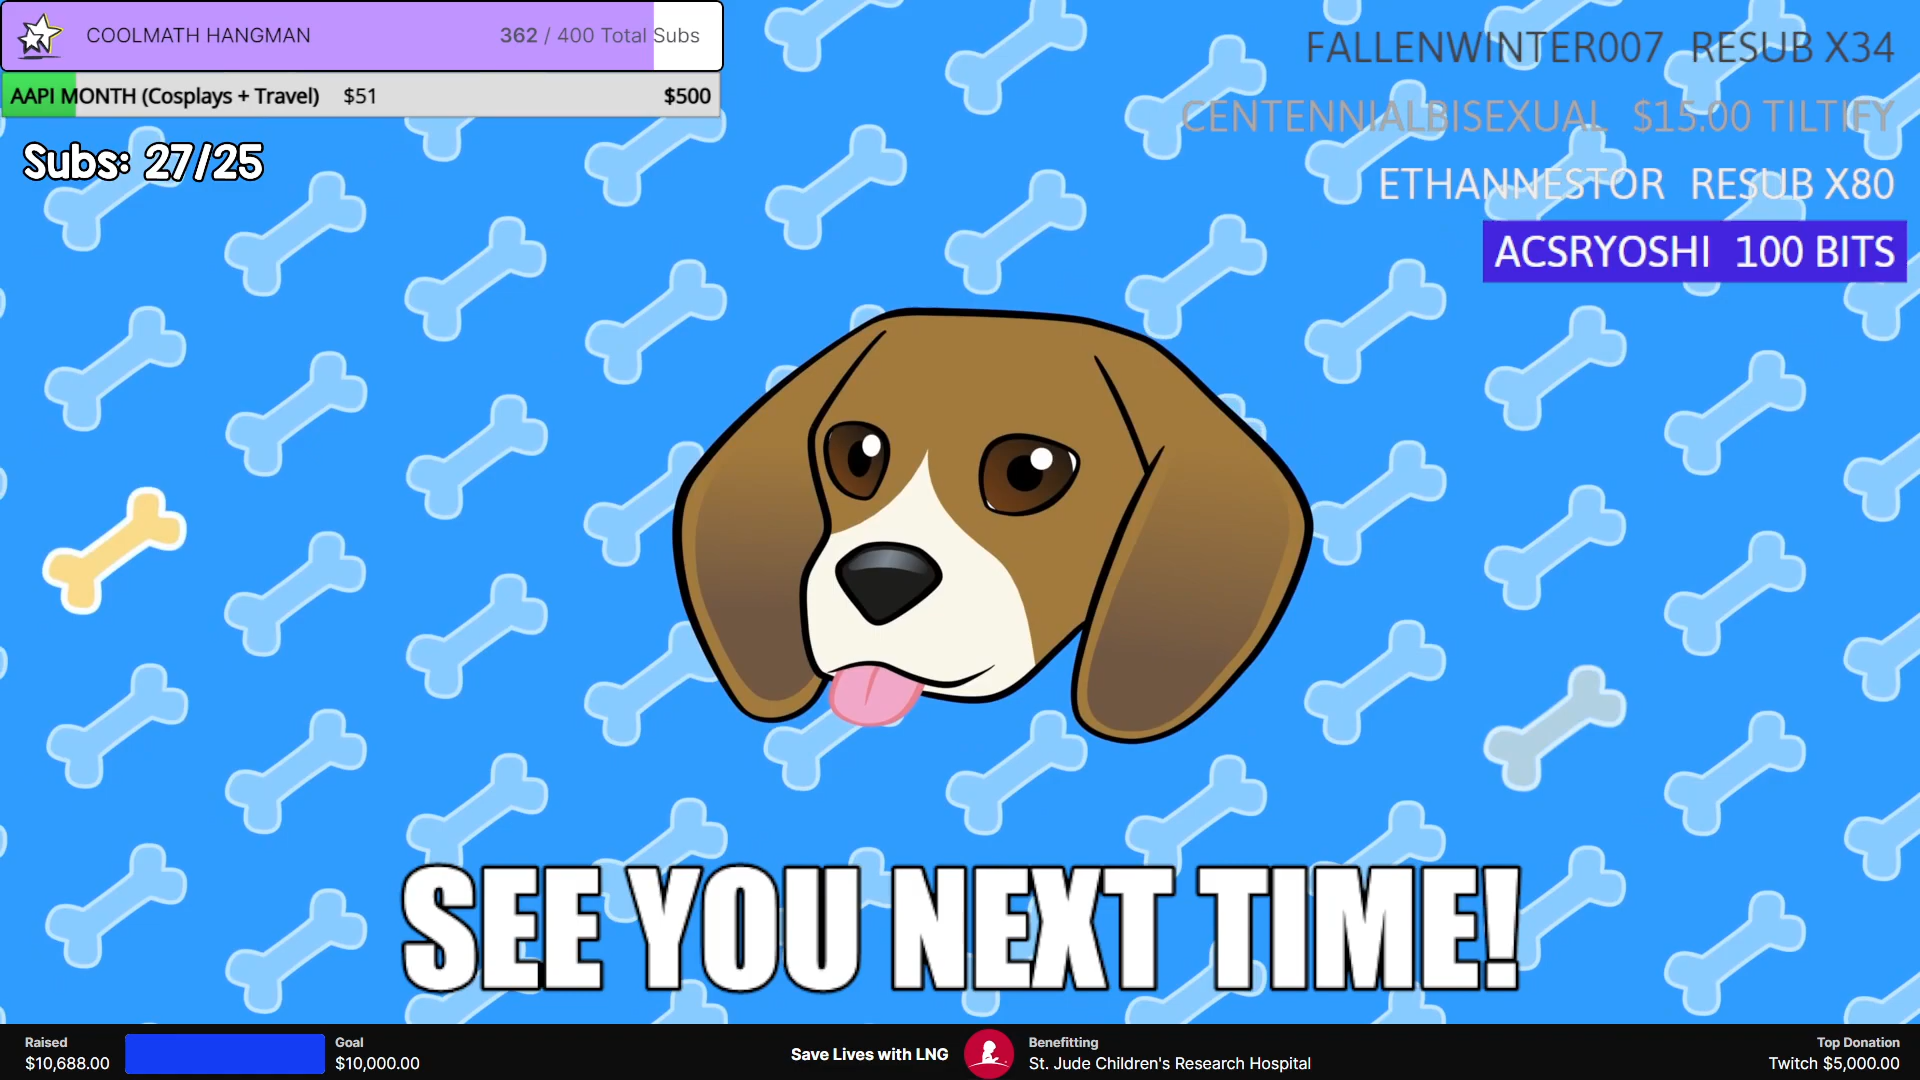 COOLMATH HANGMAN 362 / 400 Total Subs
AAPI MONTH (Cosplays + Travel) $51 $500
Subs: 27/25
FALLENWINTER007 RESUB X34
CENTENNIALBISEXUAL $15.00 TILTIFY
ETHANNESTOR RESUB X80
ACSRYOSHI 100 BITS
SEE YOU NEXT TIME!
Raised
$10,688.00
Goal
$10,000.00
Save Lives with LNG
Benefitting
St. Jude Children's Research Hospital
Top Donation
Twitch $5,000.00